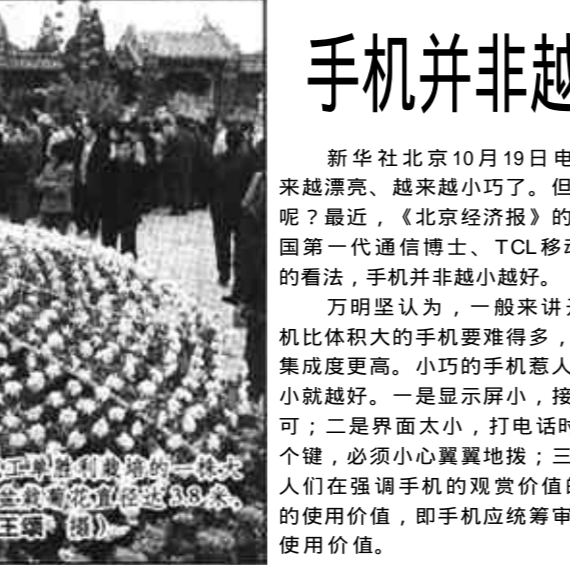 手机并非越
新华社北京10月19日电
来越漂亮、越来越小巧了。但
呢？最近，《北京经济报》的
国第一代通信博士、TCL移动
的看法，手机并非越小越好。
万明坚认为，一般来讲开
机比体积大的手机要难得多，
集成度更高。小巧的手机惹人
小就越好。一是显示屏小，接
可；二是界面太小，打电话时
个键，必须小心翼翼地拨；三
人们在强调手机的观赏价值的
的使用价值，即手机应统筹审
使用价值。
工单胜利栽培的一株大
盆栽菊花直径达3.8米。
王颂 摄）